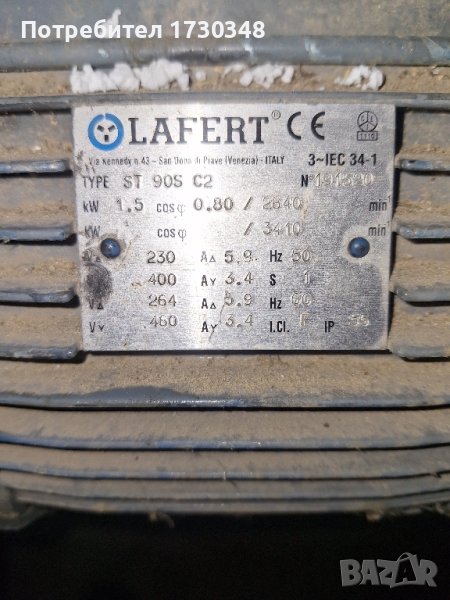 Потребител 1730348
LAFERT® CE
Via Kennedy n.43 - San Donà di Piave (Venezia) - ITALY 3~IEC 34-1
TYPE ST 90S C2 N°
kW 1.5 cosφ 0.80 / 2840 min
kW cosφ / 3410 min
V△ 230 A△ 5.9 Hz 50
400 AY 3.4 S 1
V△ 264 A△ 5.9 Hz 60
VY 460 AY 3.4 I.Cl. F IP
BAZAR